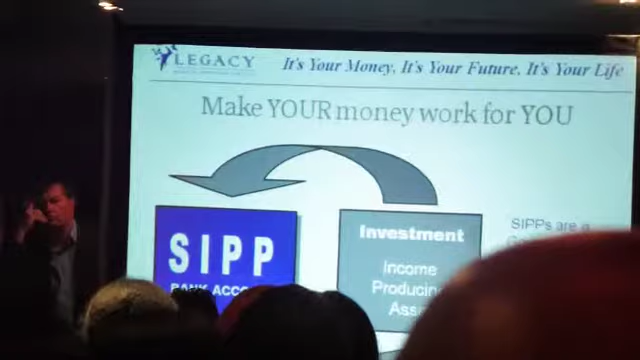 LEGACY
It's Your Money, It's Your Future, It's Your Life
Make YOUR money work for YOU
SIPP
BANK
Investment
Income
SIPPs are a